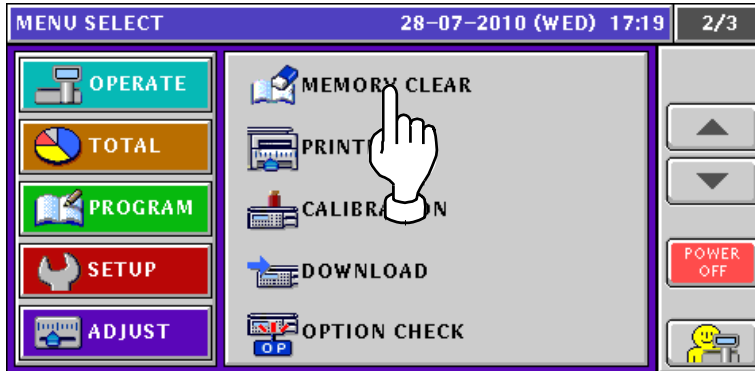 MENU SELECT 28-07-2010 (WED) 17:19 2/3
OPERATE
TOTAL
PROGRAM
SETUP
ADJUST
MEMORY CLEAR
DOWNLOAD
OPTION CHECK
OP
POWER
OFF